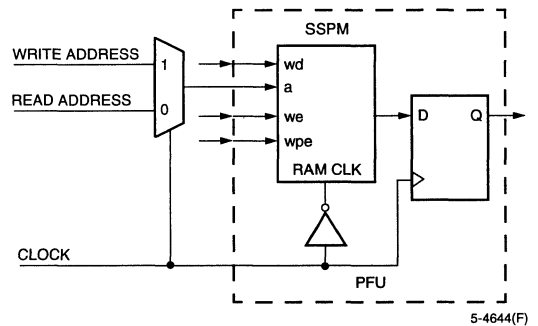 SSPM
WRITE ADDRESS
1
wd
a
READ ADDRESS
0
we
D
Q
wpe
RAM CLK
CLOCK
PFU
5-4644(F)